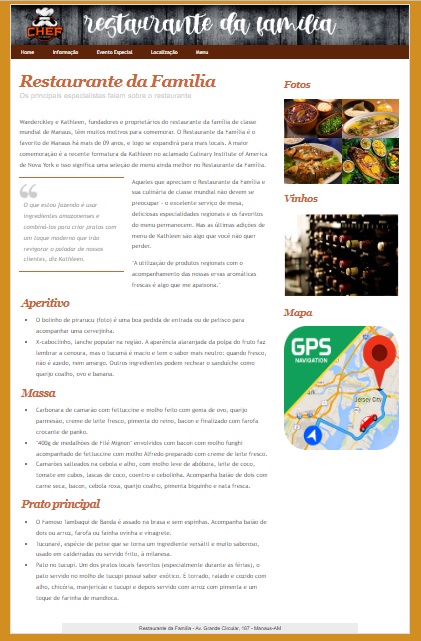 CHEF
restaurante da familia
Home Informação Evento Especial Localização Menu
Restaurante da Familia
Os principais especialistas falam sobre o restaurante
Wanderckley e Kathleen, fundadores e proprietários do restaurante da família de classe
mundial de Manaus, têm muitos motivos para comemorar. O Restaurante da Família é o
favorito de Manaus há mais de 09 anos, e logo se expandirá para mais locais. A maior
comemoração é a recente formatura da Kathleen no aclamado Culinary Institute of America
de Nova York e isso significa uma seleção de menu ainda melhor no Restaurante da Família.
O que estou fazendo é usar
ingredientes amazonenses e
combiná-los para criar pratos com
um toque moderno que irão
revigorar o paladar de nossos
clientes, diz Kathleen.
Aqueles que apreciam o Restaurante da Família e
sua culinária de classe mundial não devem se
preocupar - o excelente serviço de mesa,
deliciosas especialidades regionais e os favoritos
do menu permanecem. Mas as últimas adições de
menu de Kathleen são algo que você não quer
perder.
"A utilização de produtos regionais com o
acompanhamento das nossas ervas aromáticas
frescas é algo que me apaixona."
Aperitivo
O bolinho de pirarucu (foto) é uma boa pedida de entrada ou de petisco para
acompanhar uma cervejinha.
X-caboclinho, lanche popular na região. A aparência alaranjada da polpa do fruto faz
lembrar a cenoura, mas o tucumã é macio e tem o sabor mais neutro: quando fresco,
não é azedo, nem amargo. Outros ingredientes podem rechear o sanduíche como
queijo coalho, ovo e banana.
Massa
Carbonara de camarão com fettuccine e molho feito com gema de ovo, queijo
parmesão, creme de leite fresco, pimenta do reino, bacon e finalizado com farofa
crocante de panko.
"400g de medalhões de Filé Mignon" envolvidos com bacon com molho funghi
acompanhado de fettuccine com molho Alfredo preparado com creme de leite fresco.
Camarões salteados na cebola e alho, com molho leve de abóbora, leite de coco,
tomate em cubos, lascas de coco, coentro e cebolinha. Acompanha baião de dois com
carne seca, bacon, cebola roxa, queijo coalho, pimenta biquinho e nata fresca.
Prato principal
O Famoso Tambaqui de Banda é assado na brasa e sem espinhas. Acompanha baião de
dois ou arroz, farofa ou farinha ovinha e vinagrete.
Tucunaré, espécie de peixe que se torna um ingrediente versátil e muito saboroso,
usado em caldeiradas ou servido frito, à milanesa.
Pato no tucupi. Um dos pratos locais favoritos (especialmente durante as férias), o
pato servido no molho de tucupi possui sabor exótico. É torrado, ralado e cozido com
alho, chicória, manjericão e tucupi e depois servido com arroz, pimenta e um
toque de farinha de mandioca.
Fotos
Vinhos
Mapa
GPS
NAVIGATION
Jersey City
Restaurante da Familia - Av. Grande Circular, 167 - Manaus-AM